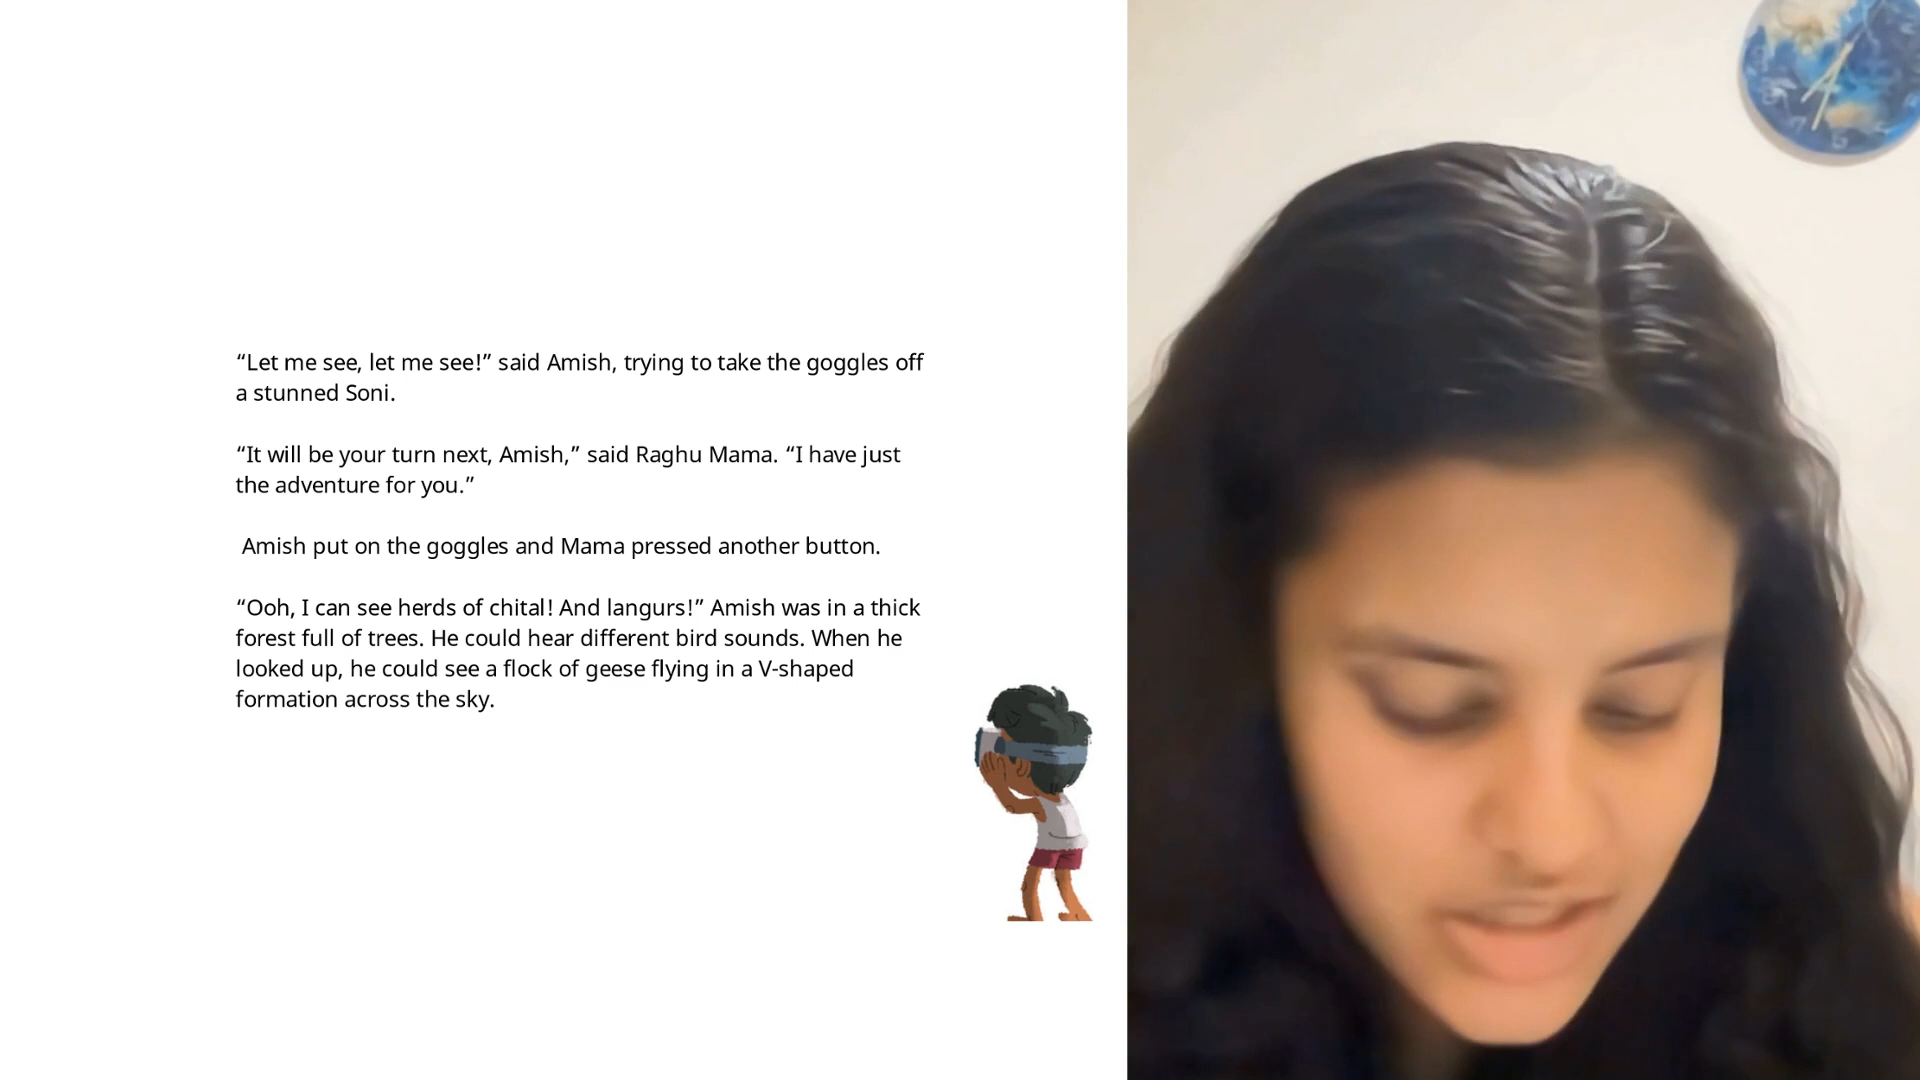 “Let me see, let me see!” said Amish, trying to take the goggles off
a stunned Soni.
“It will be your turn next, Amish,” said Raghu Mama. “I have just
the adventure for you.”
Amish put on the goggles and Mama pressed another button.
“Ooh, I can see herds of chital! And langurs!” Amish was in a thick
forest full of trees. He could hear different bird sounds. When he
looked up, he could see a flock of geese flying in a V-shaped
formation across the sky.